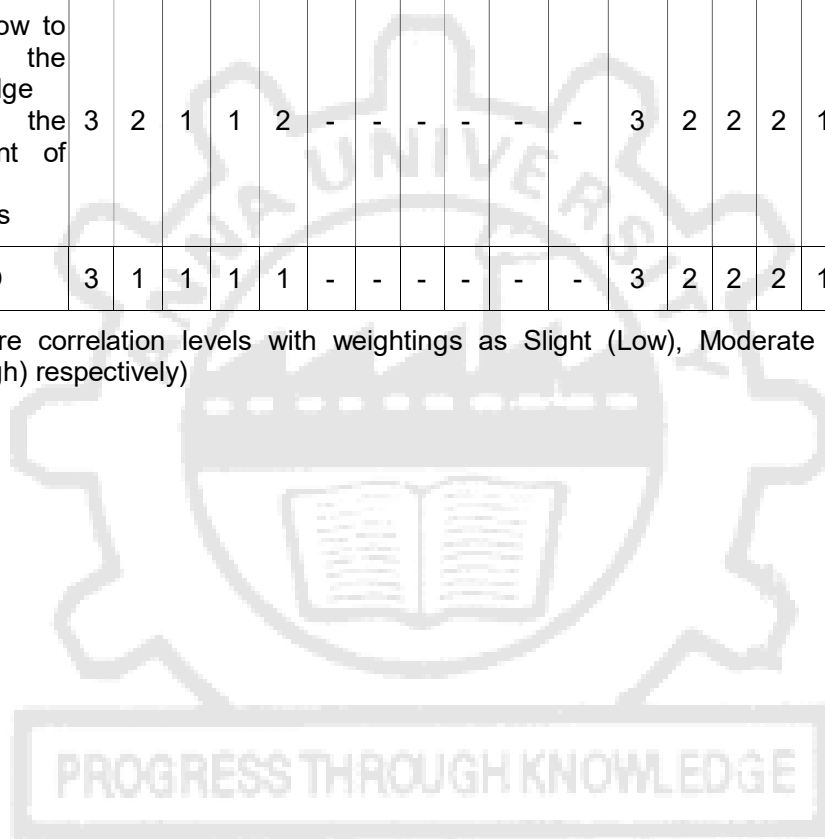 ow to
the
dge
the 3 2 1 1 2 - - - - - - 3 2 2 2 1
nt of
s
3 1 1 1 1 - - - - - - 3 2 2 2 1
re correlation levels with weightings as Slight (Low), Moderate
gh) respectively)
ANNA UNIVERSITY
PROGRESS THROUGH KNOWLEDGE